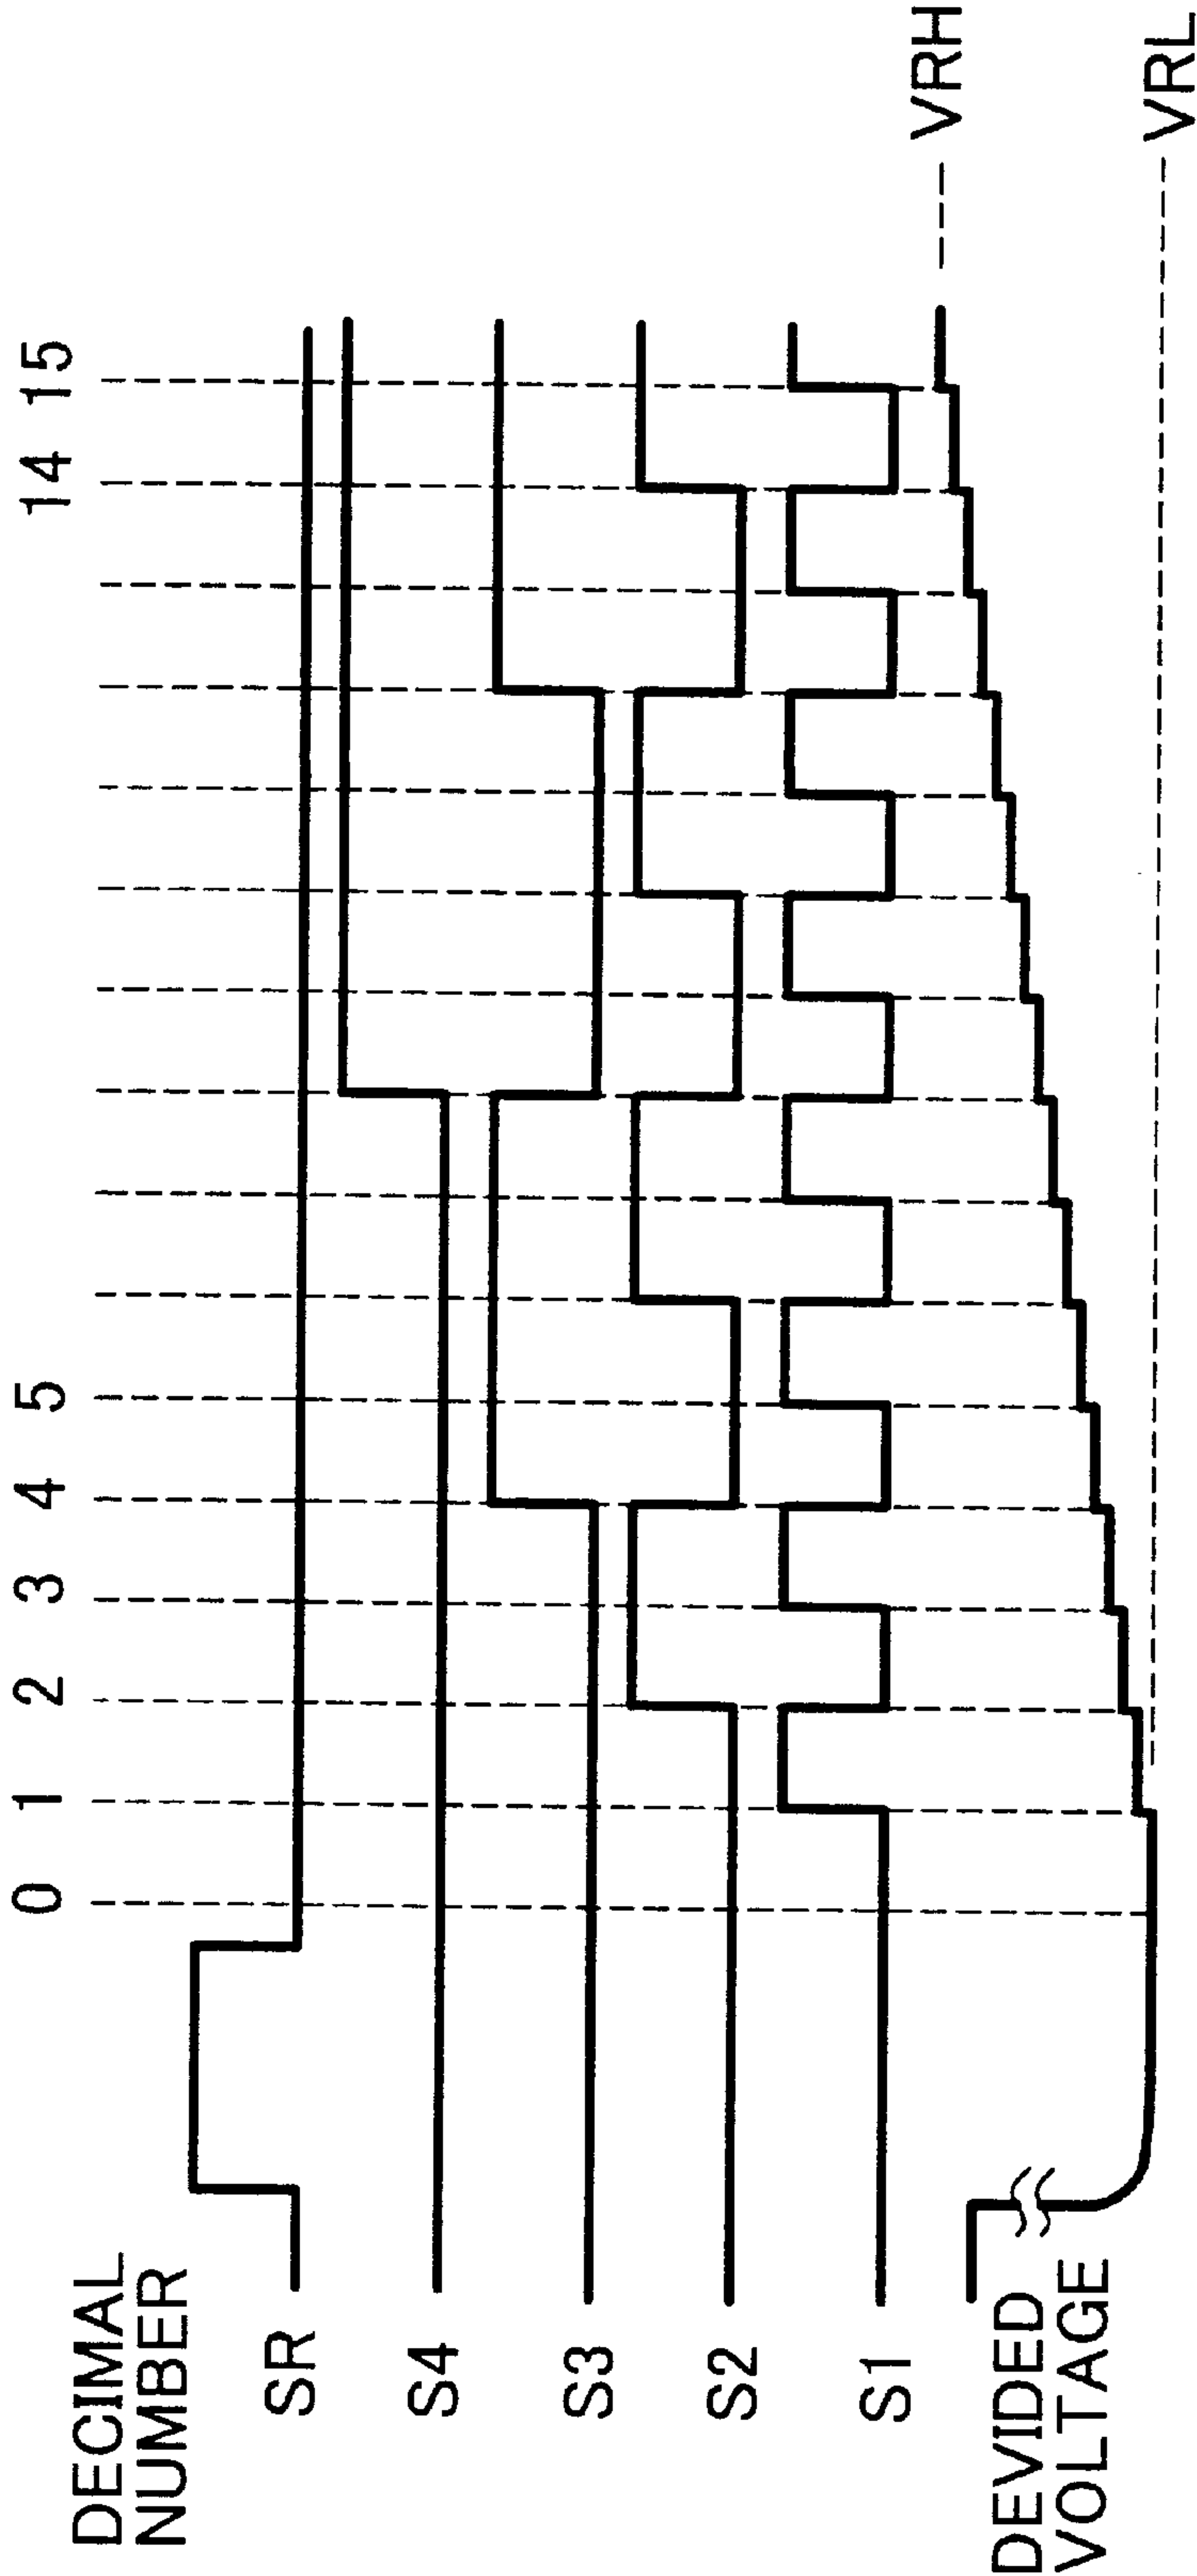 DECIMAL
NUMBER
0 1 2 3 4 5 14 15
SR
S4
S3
S2
S1
DEVIDED
VOLTAGE
VRH
VRL